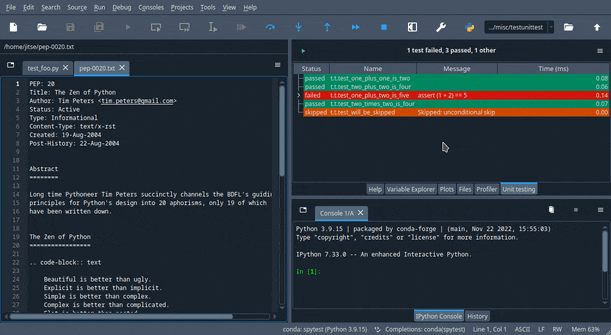 File Edit Search Source Run Debug Consoles Projects Tools View Help
.../misc/testunittest
/home/jitse/pep-0020.txt
test_foo.py
pep-0020.txt
1 PEP: 20
2 Title: The Zen of Python
3 Author: Tim Peters <tim.peters@gmail.com>
4 Status: Active
5 Type: Informational
6 Content-Type: text/x-rst
7 Created: 19-Aug-2004
8 Post-History: 22-Aug-2004
9
10
11 Abstract
12 ========
13
14 Long time Pythoneer Tim Peters succinctly channels the BDFL's guidin
15 principles for Python's design into 20 aphorisms, only 19 of which
16 have been written down.
17
18
19 The Zen of Python
20 =================
21
22 .. code-block:: text
23
24 Beautiful is better than ugly.
25 Explicit is better than implicit.
26 Simple is better than complex.
27 Complex is better than complicated.
1 test failed, 3 passed, 1 other
Status Name Message Time (ms)
passed t.t.test_one_plus_one_is_two 0.08
passed t.t.test_two_plus_two_is_four 0.08
failed t.t.test_one_plus_two_is_five assert (1 + 2) == 5 0.14
passed t.t.test_two_times_two_is_four 0.07
skipped t.t.test_will_be_skipped Skipped: unconditional skip 0.00
Help Variable Explorer Plots Files Profiler Unit testing
Console 1/A
Python 3.9.15 | packaged by conda-forge | (main, Nov 22 2022, 15:55:03)
Type "copyright", "credits" or "license" for more information.
IPython 7.33.0 -- An enhanced Interactive Python.
In [1]:
IPython Console History
conda: spytest (Python 3.9.15) Completions: conda(spytest) Line 1, Col 1 ASCII LF RW Mem 63%